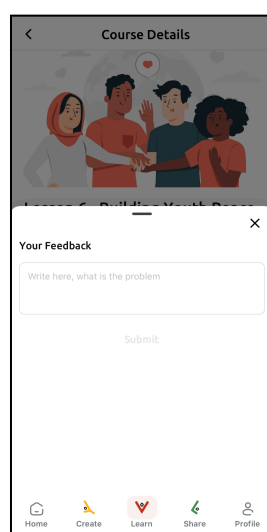 Course Details
Your Feedback
Write here, what is the problem
Submit
Home
Create
Learn
Share
Profile